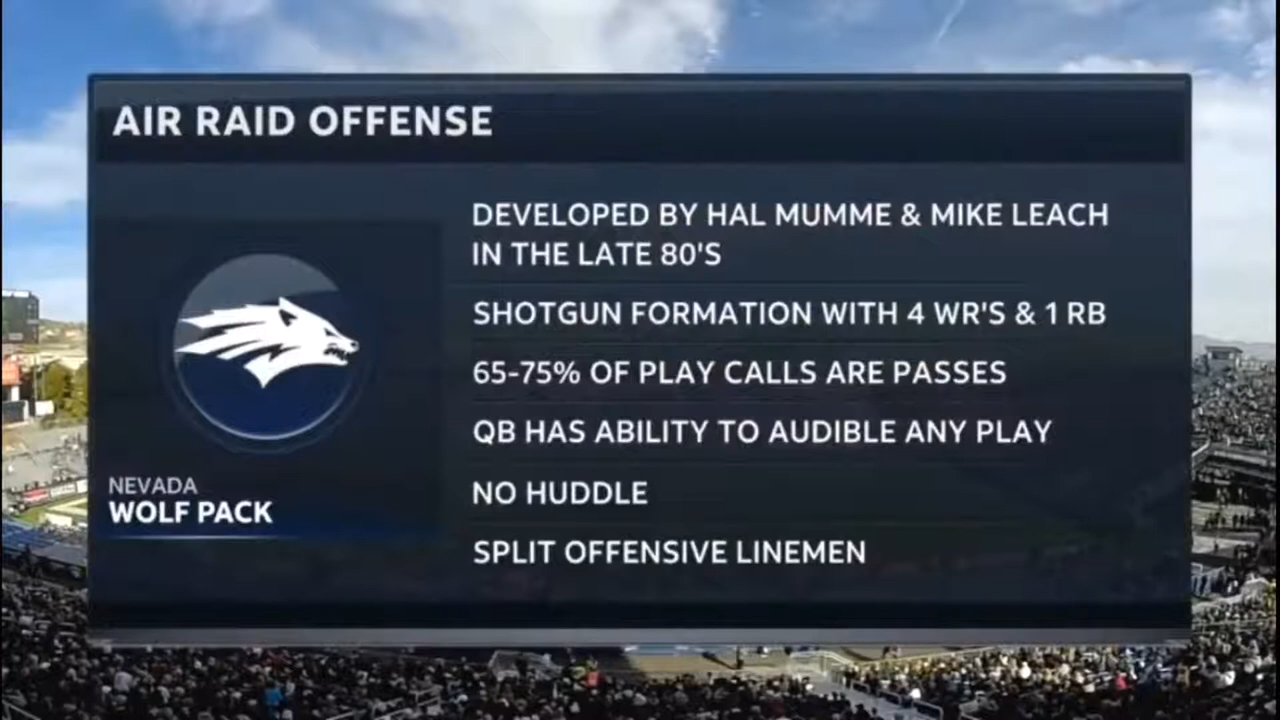 AIR RAID OFFENSE
DEVELOPED BY HAL MUMME & MIKE LEACH
IN THE LATE 80'S
SHOTGUN FORMATION WITH 4 WR'S & 1 RB
65-75% OF PLAY CALLS ARE PASSES
QB HAS ABILITY TO AUDIBLE ANY PLAY
NO HUDDLE
SPLIT OFFENSIVE LINEMEN
NEVADA
WOLF PACK